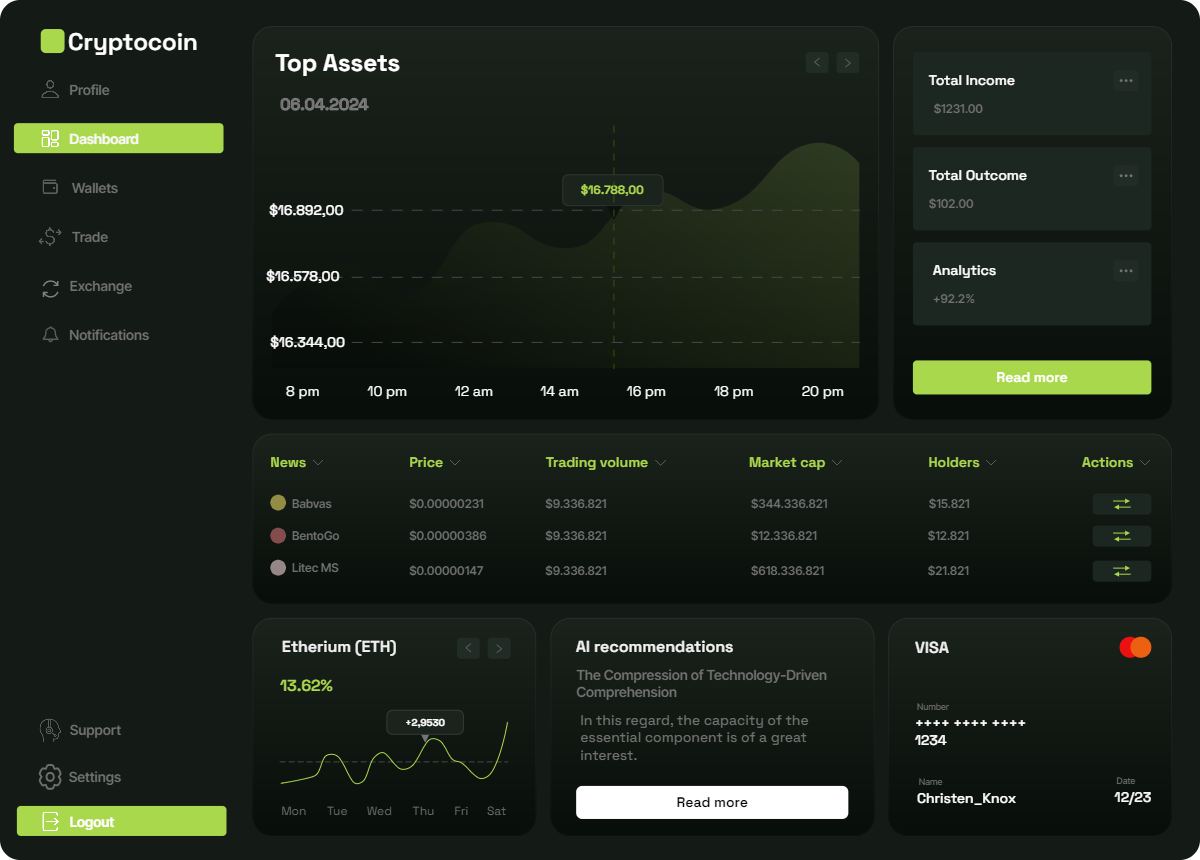 Cryptocoin
Profile
Dashboard
Wallets
Trade
Exchange
Notifications
Support
Settings
Logout
Top Assets
06.04.2024
$16.788,00
$16.892,00
$16.578,00
$16.344,00
8 pm 10 pm 12 am 14 am 16 pm 18 pm 20 pm
Total Income
$1231.00
Total Outcome
$102.00
Analytics
+92.2%
Read more
News Price Trading volume Market cap Holders Actions
Babvas $0.00000231 $9.336.821 $344.336.821 $15.821
BentoGo $0.00000386 $9.336.821 $12.336.821 $12.821
Litec MS $0.00000147 $9.336.821 $618.336.821 $21.821
Etherium (ETH)
13.62%
+2,9530
Mon Tue Wed Thu Fri Sat
AI recommendations
The Compression of Technology-Driven
Comprehension
In this regard, the capacity of the
essential component is of a great
interest.
Read more
VISA
Number
++++ ++++ ++++
1234
Name Date
Christen_Knox 12/23